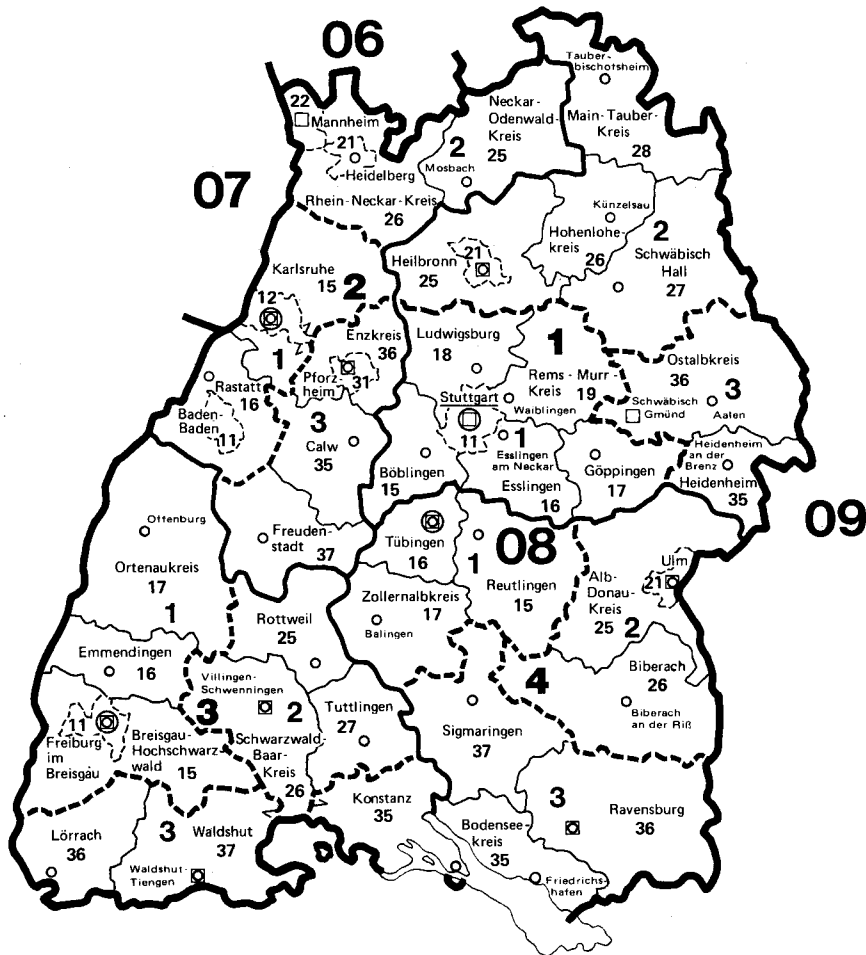 06
Tauber-
bischofsheim
22
Mannheim
Neckar-
Odenwald-
Kreis
25
Main-Tauber-
Kreis
28
21
Heidelberg
2
Mosbach
07
Rhein-Neckar-Kreis
26
Künzelsau
Hohenlohe-
kreis
26
2
Schwäbisch
Hall
27
Heilbronn
25
21
Karlsruhe
15
2
12
Enzkreis
36
Ludwigsburg
18
1
Rems-Murr-
Kreis
19
Waiblingen
Ostalbkreis
36
3
Schwäbisch
Gmünd
Aalen
1
Pforz-
heim
31
Rastatt
16
Baden-
Baden
11
3
Calw
35
Stuttgart
11
1
Esslingen
am Neckar
Esslingen
16
Böblingen
15
Göppingen
17
Heidenheim
an der
Brenz
Heidenheim
35
09
Offenburg
Ortenaukreis
17
1
Freuden-
stadt
37
Tübingen
16
08
1
Reutlingen
15
Ulm
21
Alb-
Donau-
Kreis
25
2
Zollernalbkreis
17
Balingen
Rottweil
25
Emmendingen
16
Villingen-
Schwenningen
3
2
Schwarzwald-
Baar-
Kreis
26
Tuttlingen
27
4
Biberach
26
Biberach
an der Riß
Sigmaringen
37
11
Freiburg
im
Breisgau
Breisgau-
Hochschwarz-
wald
15
Konstanz
35
3
Ravensburg
36
Bodensee-
kreis
35
Friedrichs-
hafen
Lörrach
36
3
Waldshut
37
Waldshut-
Tiengen